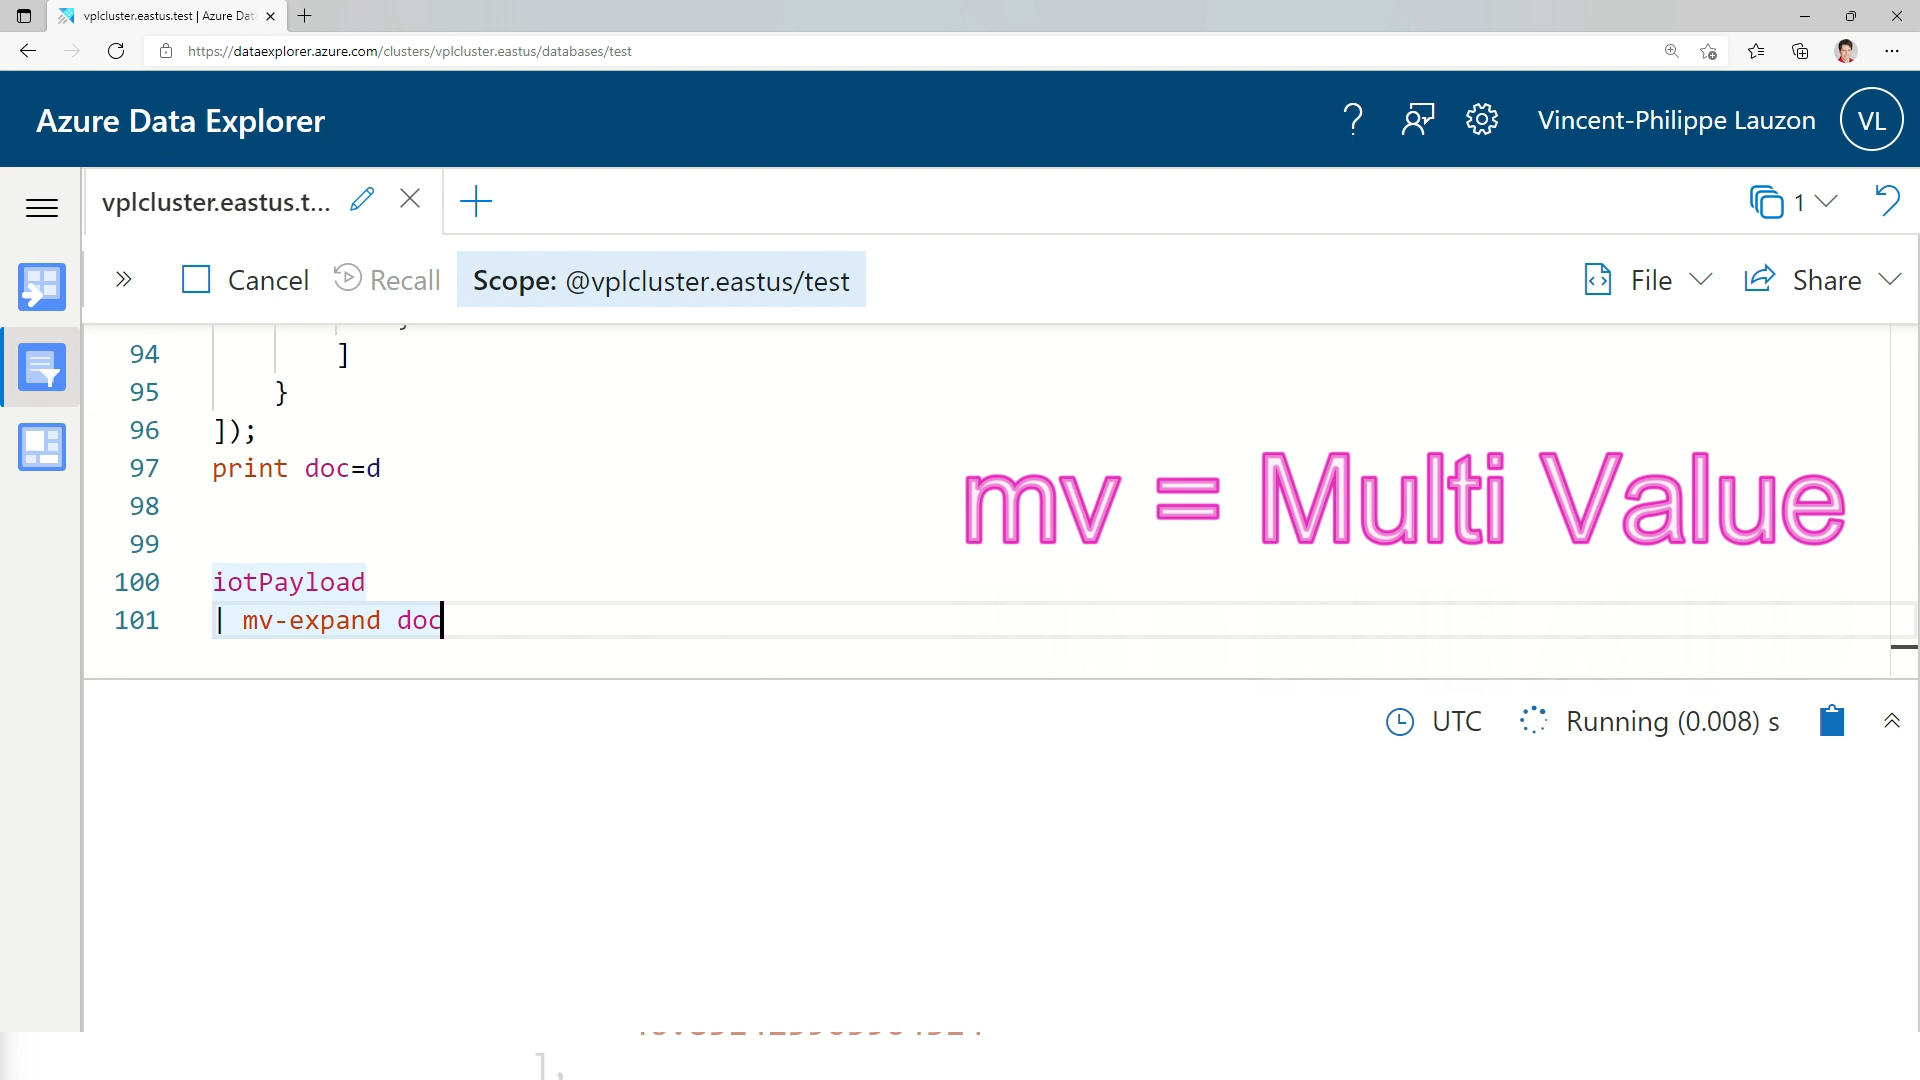 vplcluster.eastus.test | Azure Dat
https://dataexplorer.azure.com/clusters/vplcluster.eastus/databases/test
Azure Data Explorer
Vincent-Philippe Lauzon
VL
vplcluster.eastus.t...
1
Cancel
Recall
Scope: @vplcluster.eastus/test
File
Share
94 ]
95 }
96 ]);
97 print doc=d
98
99
100 iotPayload
101 | mv-expand doc
mv = Multi Value
UTC
Running (0.008) s
],